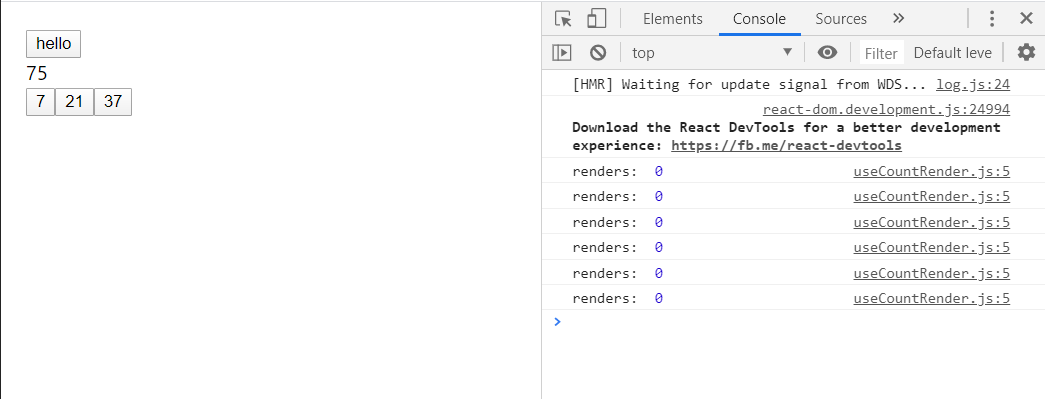 hello
75
7 21 37
Elements Console Sources »
top Filter Default leve
[HMR] Waiting for update signal from WDS... log.js:24
react-dom.development.js:24994
Download the React DevTools for a better development
experience: https://fb.me/react-devtools
renders: 0 useCountRender.js:5
renders: 0 useCountRender.js:5
renders: 0 useCountRender.js:5
renders: 0 useCountRender.js:5
renders: 0 useCountRender.js:5
renders: 0 useCountRender.js:5